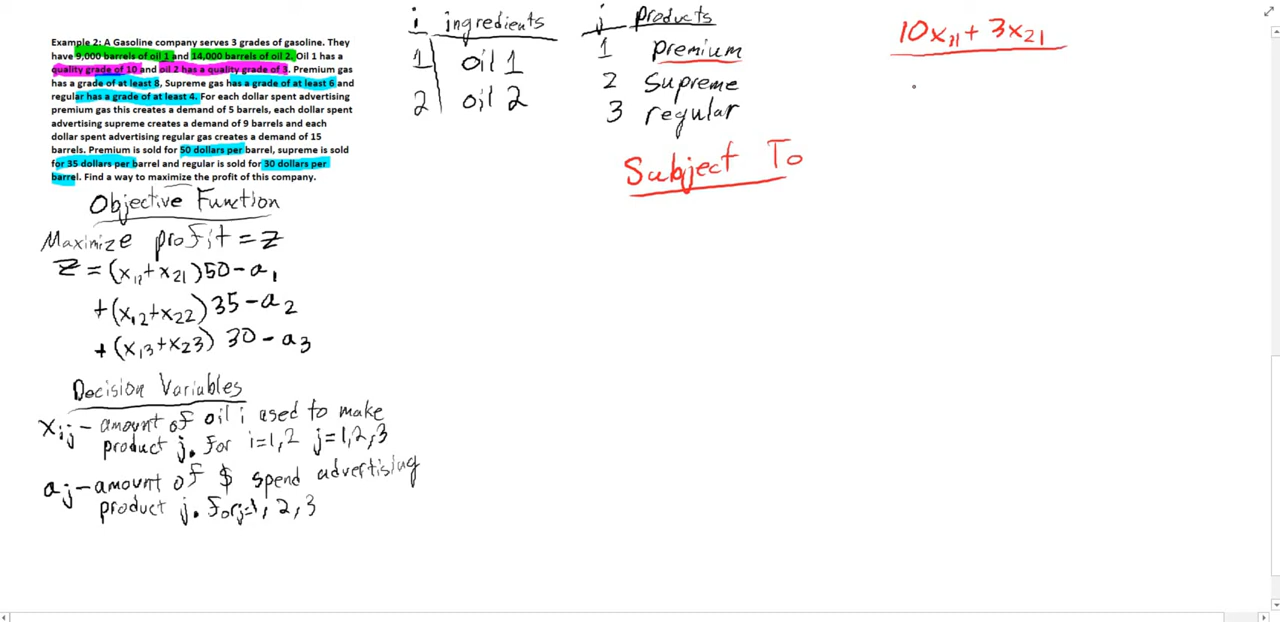 Example 2: A Gasoline company serves 3 grades of gasoline. They
have 9,000 barrels of oil 1 and 14,000 barrels of oil 2. Oil 1 has a
quality grade of 10 and oil 2 has a quality grade of 3. Premium gas
has a grade of at least 8, Supreme gas has a grade of at least 6 and
regular has a grade of at least 4. For each dollar spent advertising
premium gas this creates a demand of 5 barrels, each dollar spent
advertising supreme creates a demand of 9 barrels and each
dollar spent advertising regular gas creates a demand of 15
barrels. Premium is sold for 50 dollars per barrel, supreme is sold
for 35 dollars per barrel and regular is sold for 30 dollars per
barrel. Find a way to maximize the profit of this company.
Objective Function
Maximize profit = Z
Z = (x11 + x21) 50 - a1
+ (x12 + x22) 35 - a2
+ (x13 + x23) 30 - a3
Decision Variables
xij - amount of oil i used to make
product j. For i=1,2 j=1,2,3
aj - amount of $ spend advertising
product j. For j=1, 2, 3
i ingredients
1 oil 1
2 oil 2
j products
1 premium
2 supreme
3 regular
Subject To
10x11 + 3x21